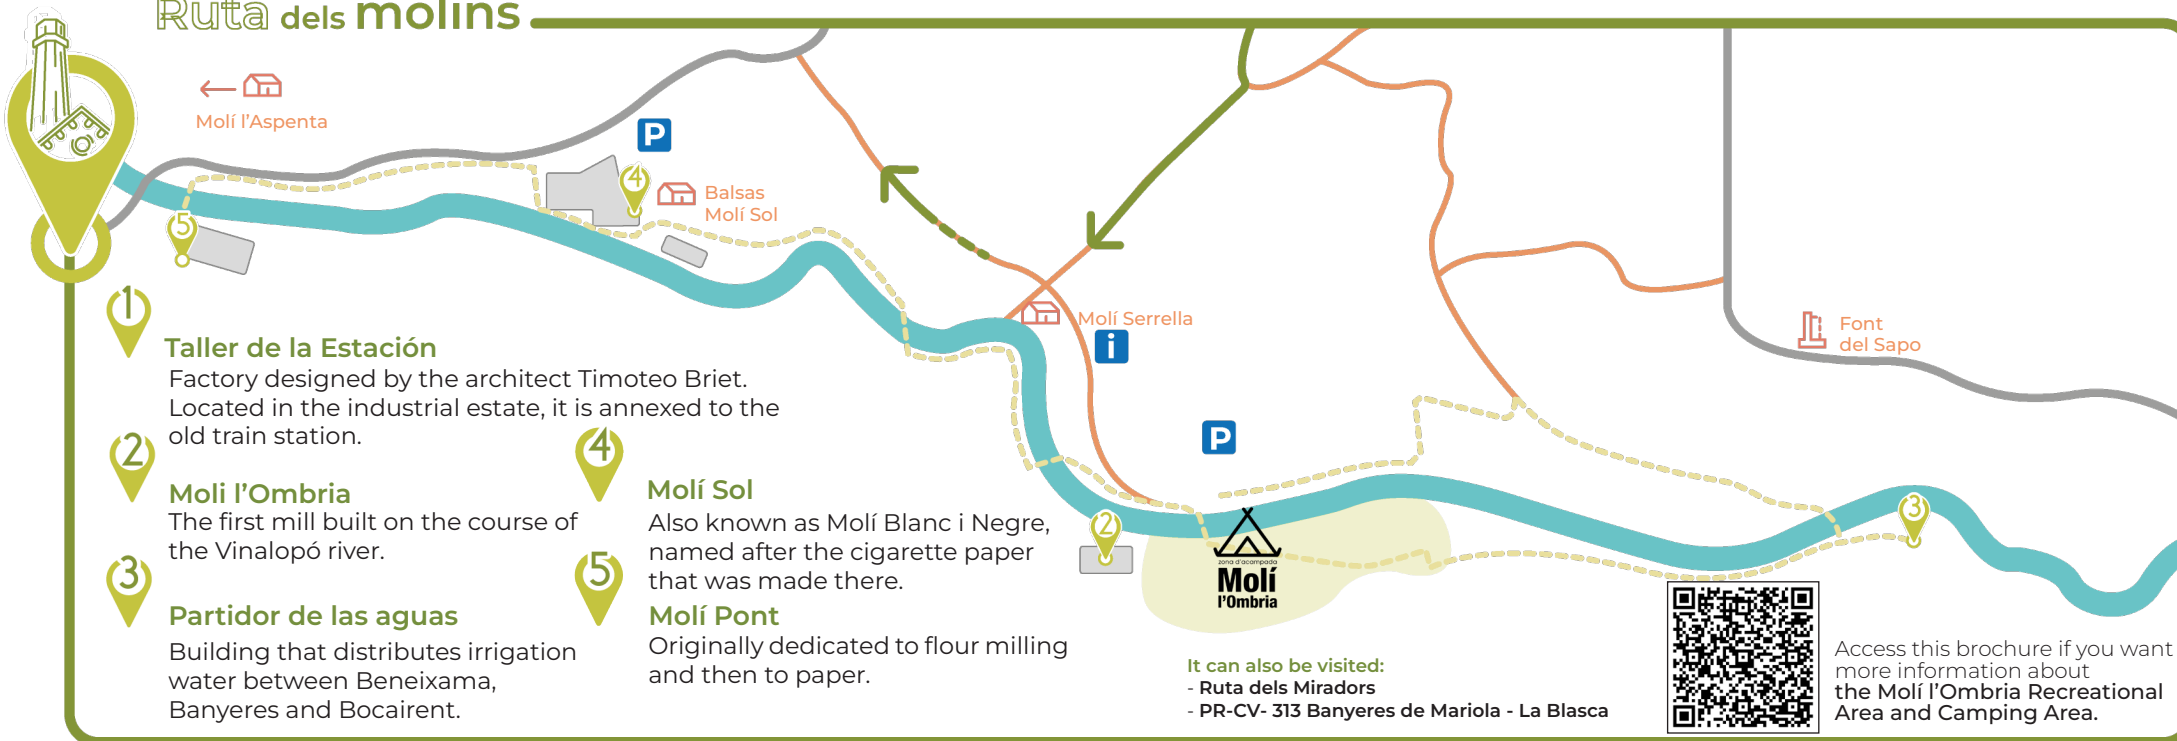 Ruta dels molins
Molí l'Aspenta
P
4
Balsas
Molí Sol
5
Molí Serrella
i
Font
del Sapo
P
2
3
zona d'acampada
Molí
l'Ombria
1
Taller de la Estación
Factory designed by the architect Timoteo Briet.
Located in the industrial estate, it is annexed to the
old train station.
2
Moli l'Ombria
The first mill built on the course of
the Vinalopó river.
3
Partidor de las aguas
Building that distributes irrigation
water between Beneixama,
Banyeres and Bocairent.
4
Molí Sol
Also known as Molí Blanc i Negre,
named after the cigarette paper
that was made there.
5
Molí Pont
Originally dedicated to flour milling
and then to paper.
It can also be visited:
- Ruta dels Miradors
- PR-CV- 313 Banyeres de Mariola - La Blasca
Access this brochure if you want
more information about
the Molí l'Ombria Recreational
Area and Camping Area.